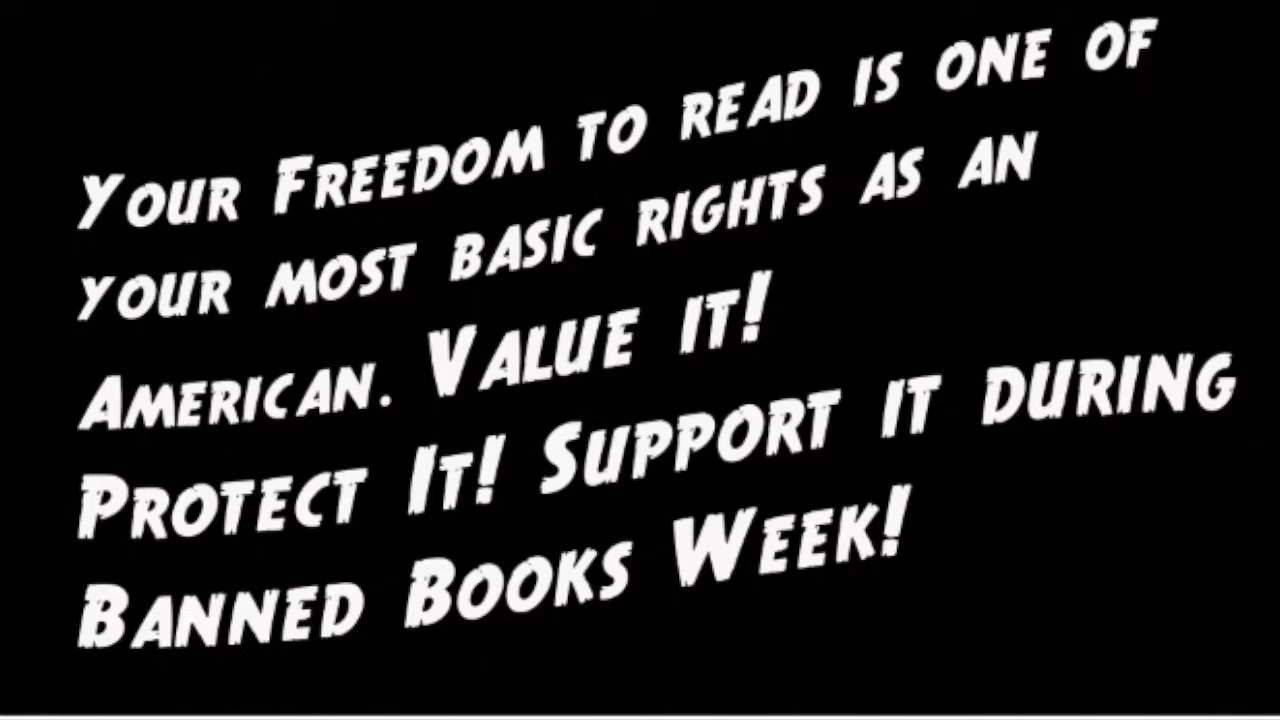 Your Freedom to read is one of
your most basic rights as an
American. Value it!
Protect It! Support it during
Banned Books Week!